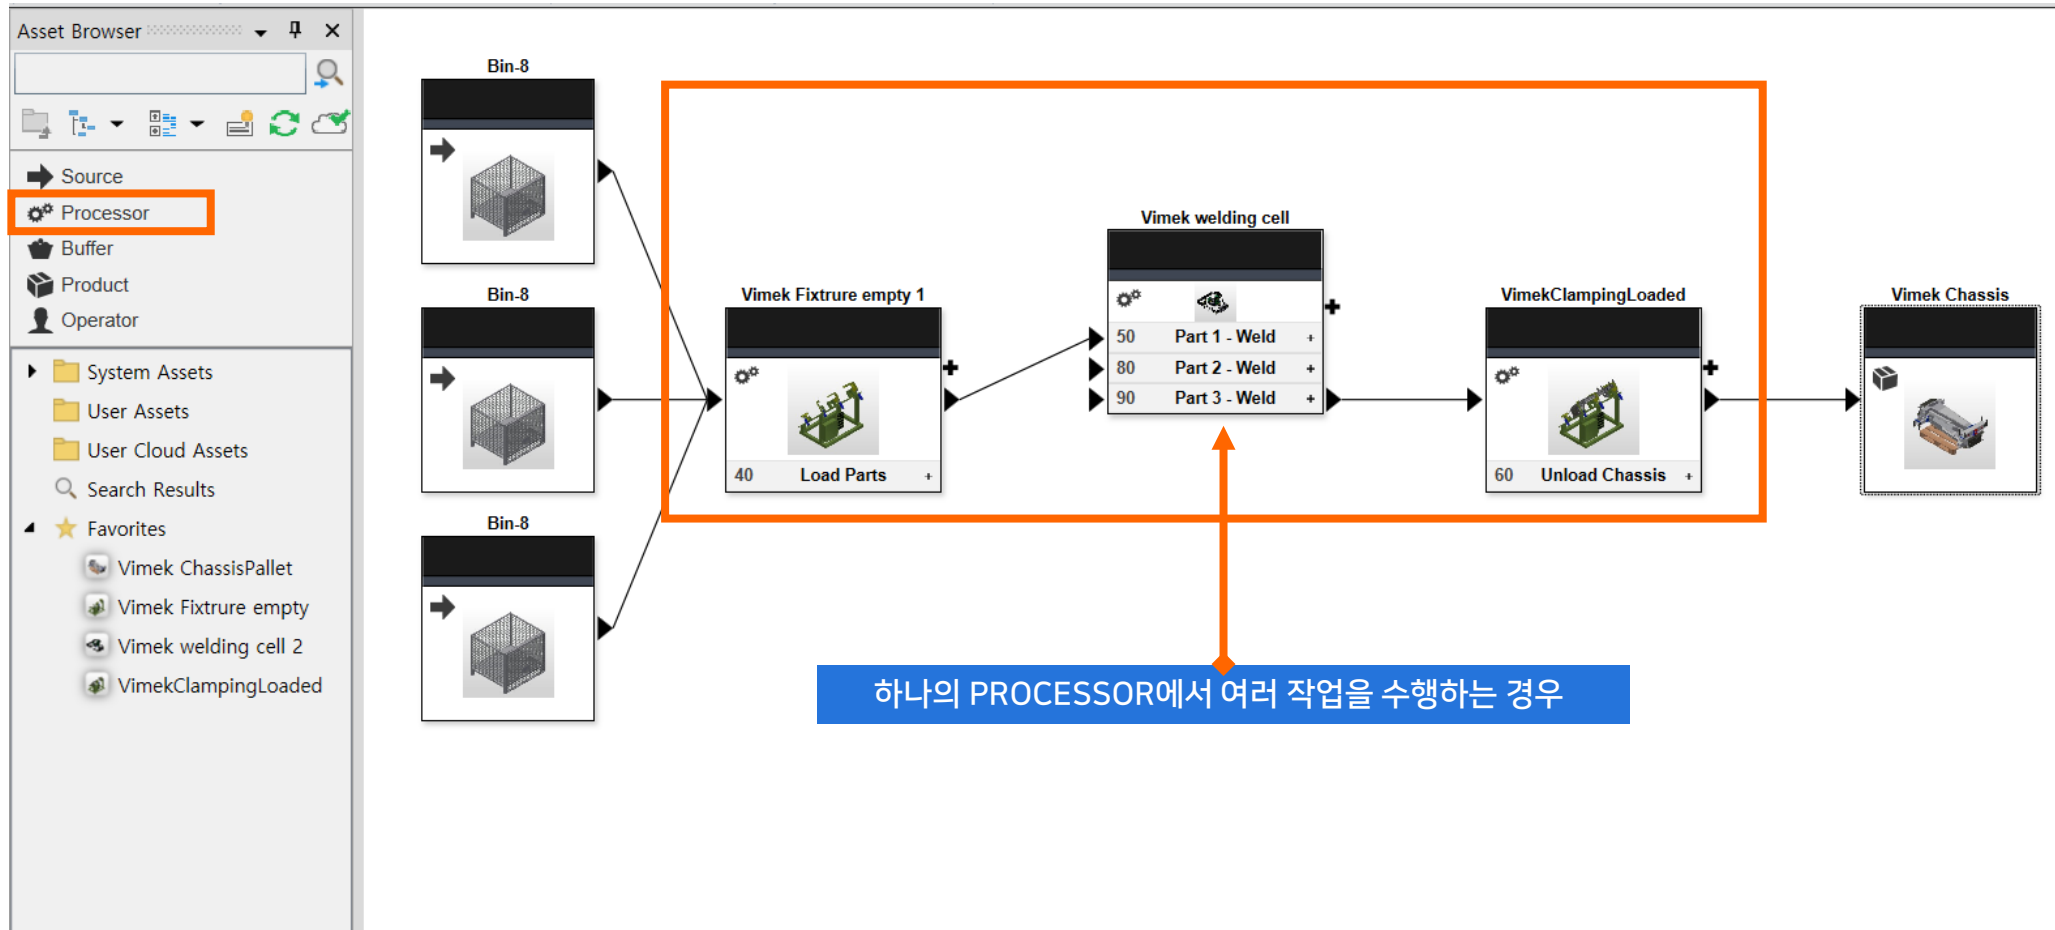 Asset Browser
Source
Processor
Buffer
Product
Operator
System Assets
User Assets
User Cloud Assets
Search Results
Favorites
Vimek ChassisPallet
Vimek Fixtrure empty
Vimek welding cell 2
VimekClampingLoaded
Bin-8
Bin-8
Bin-8
Vimek Fixtrure empty 1
40 Load Parts +
Vimek welding cell
50 Part 1 - Weld +
80 Part 2 - Weld +
90 Part 3 - Weld +
VimekClampingLoaded
60 Unload Chassis +
Vimek Chassis
하나의 PROCESSOR에서 여러 작업을 수행하는 경우